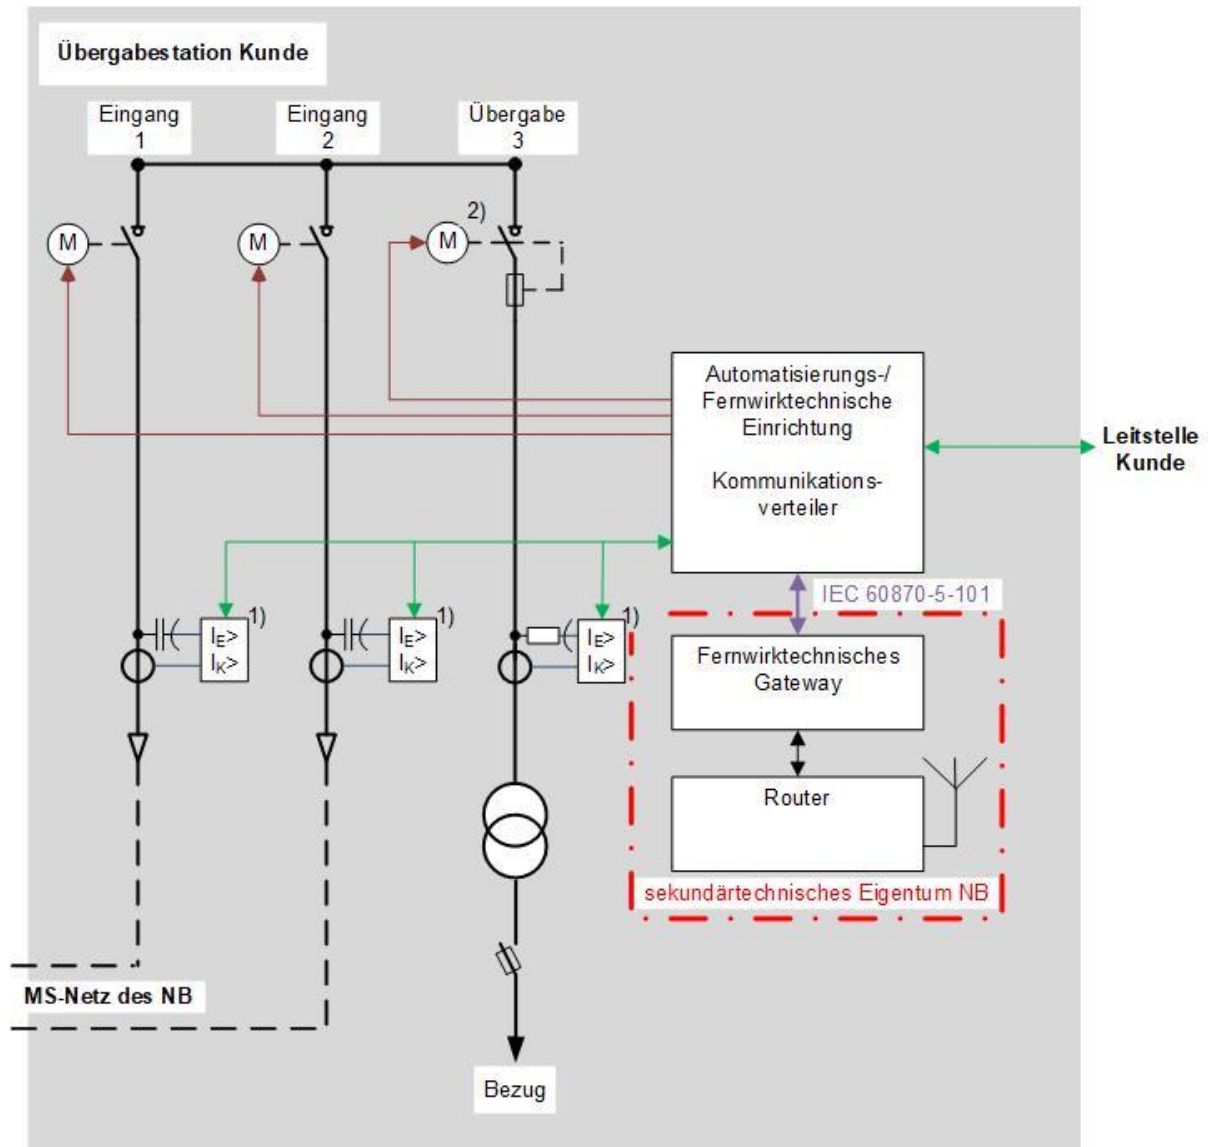 Übergabestation Kunde
Eingang
1
Eingang
2
Übergabe
3
M
M
2)
M
Automatisierungs-/
Fernwirktechnische
Einrichtung
Kommunikations-
verteiler
Leitstelle
Kunde
IEC 60870-5-101
1)
IE>
IK>
1)
IE>
IK>
1)
IE>
IK>
Fernwirktechnisches
Gateway
Router
sekundärtechnisches Eigentum NB
MS-Netz des NB
Bezug